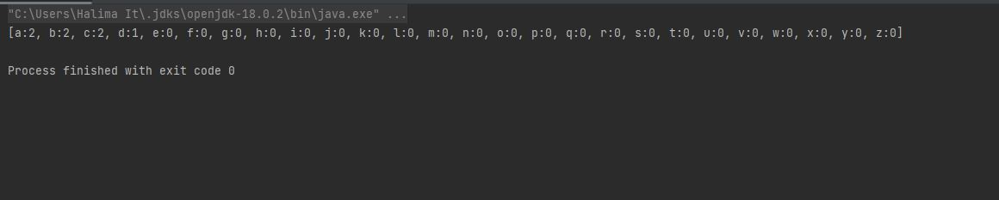 "C:\Users\Halima It\.jdks\openjdk-18.0.2\bin\java.exe" ...
[a:2, b:2, c:2, d:1, e:0, f:0, g:0, h:0, i:0, j:0, k:0, l:0, m:0, n:0, o:0, p:0, q:0, r:0, s:0, t:0, u:0, v:0, w:0, x:0, y:0, z:0]
Process finished with exit code 0